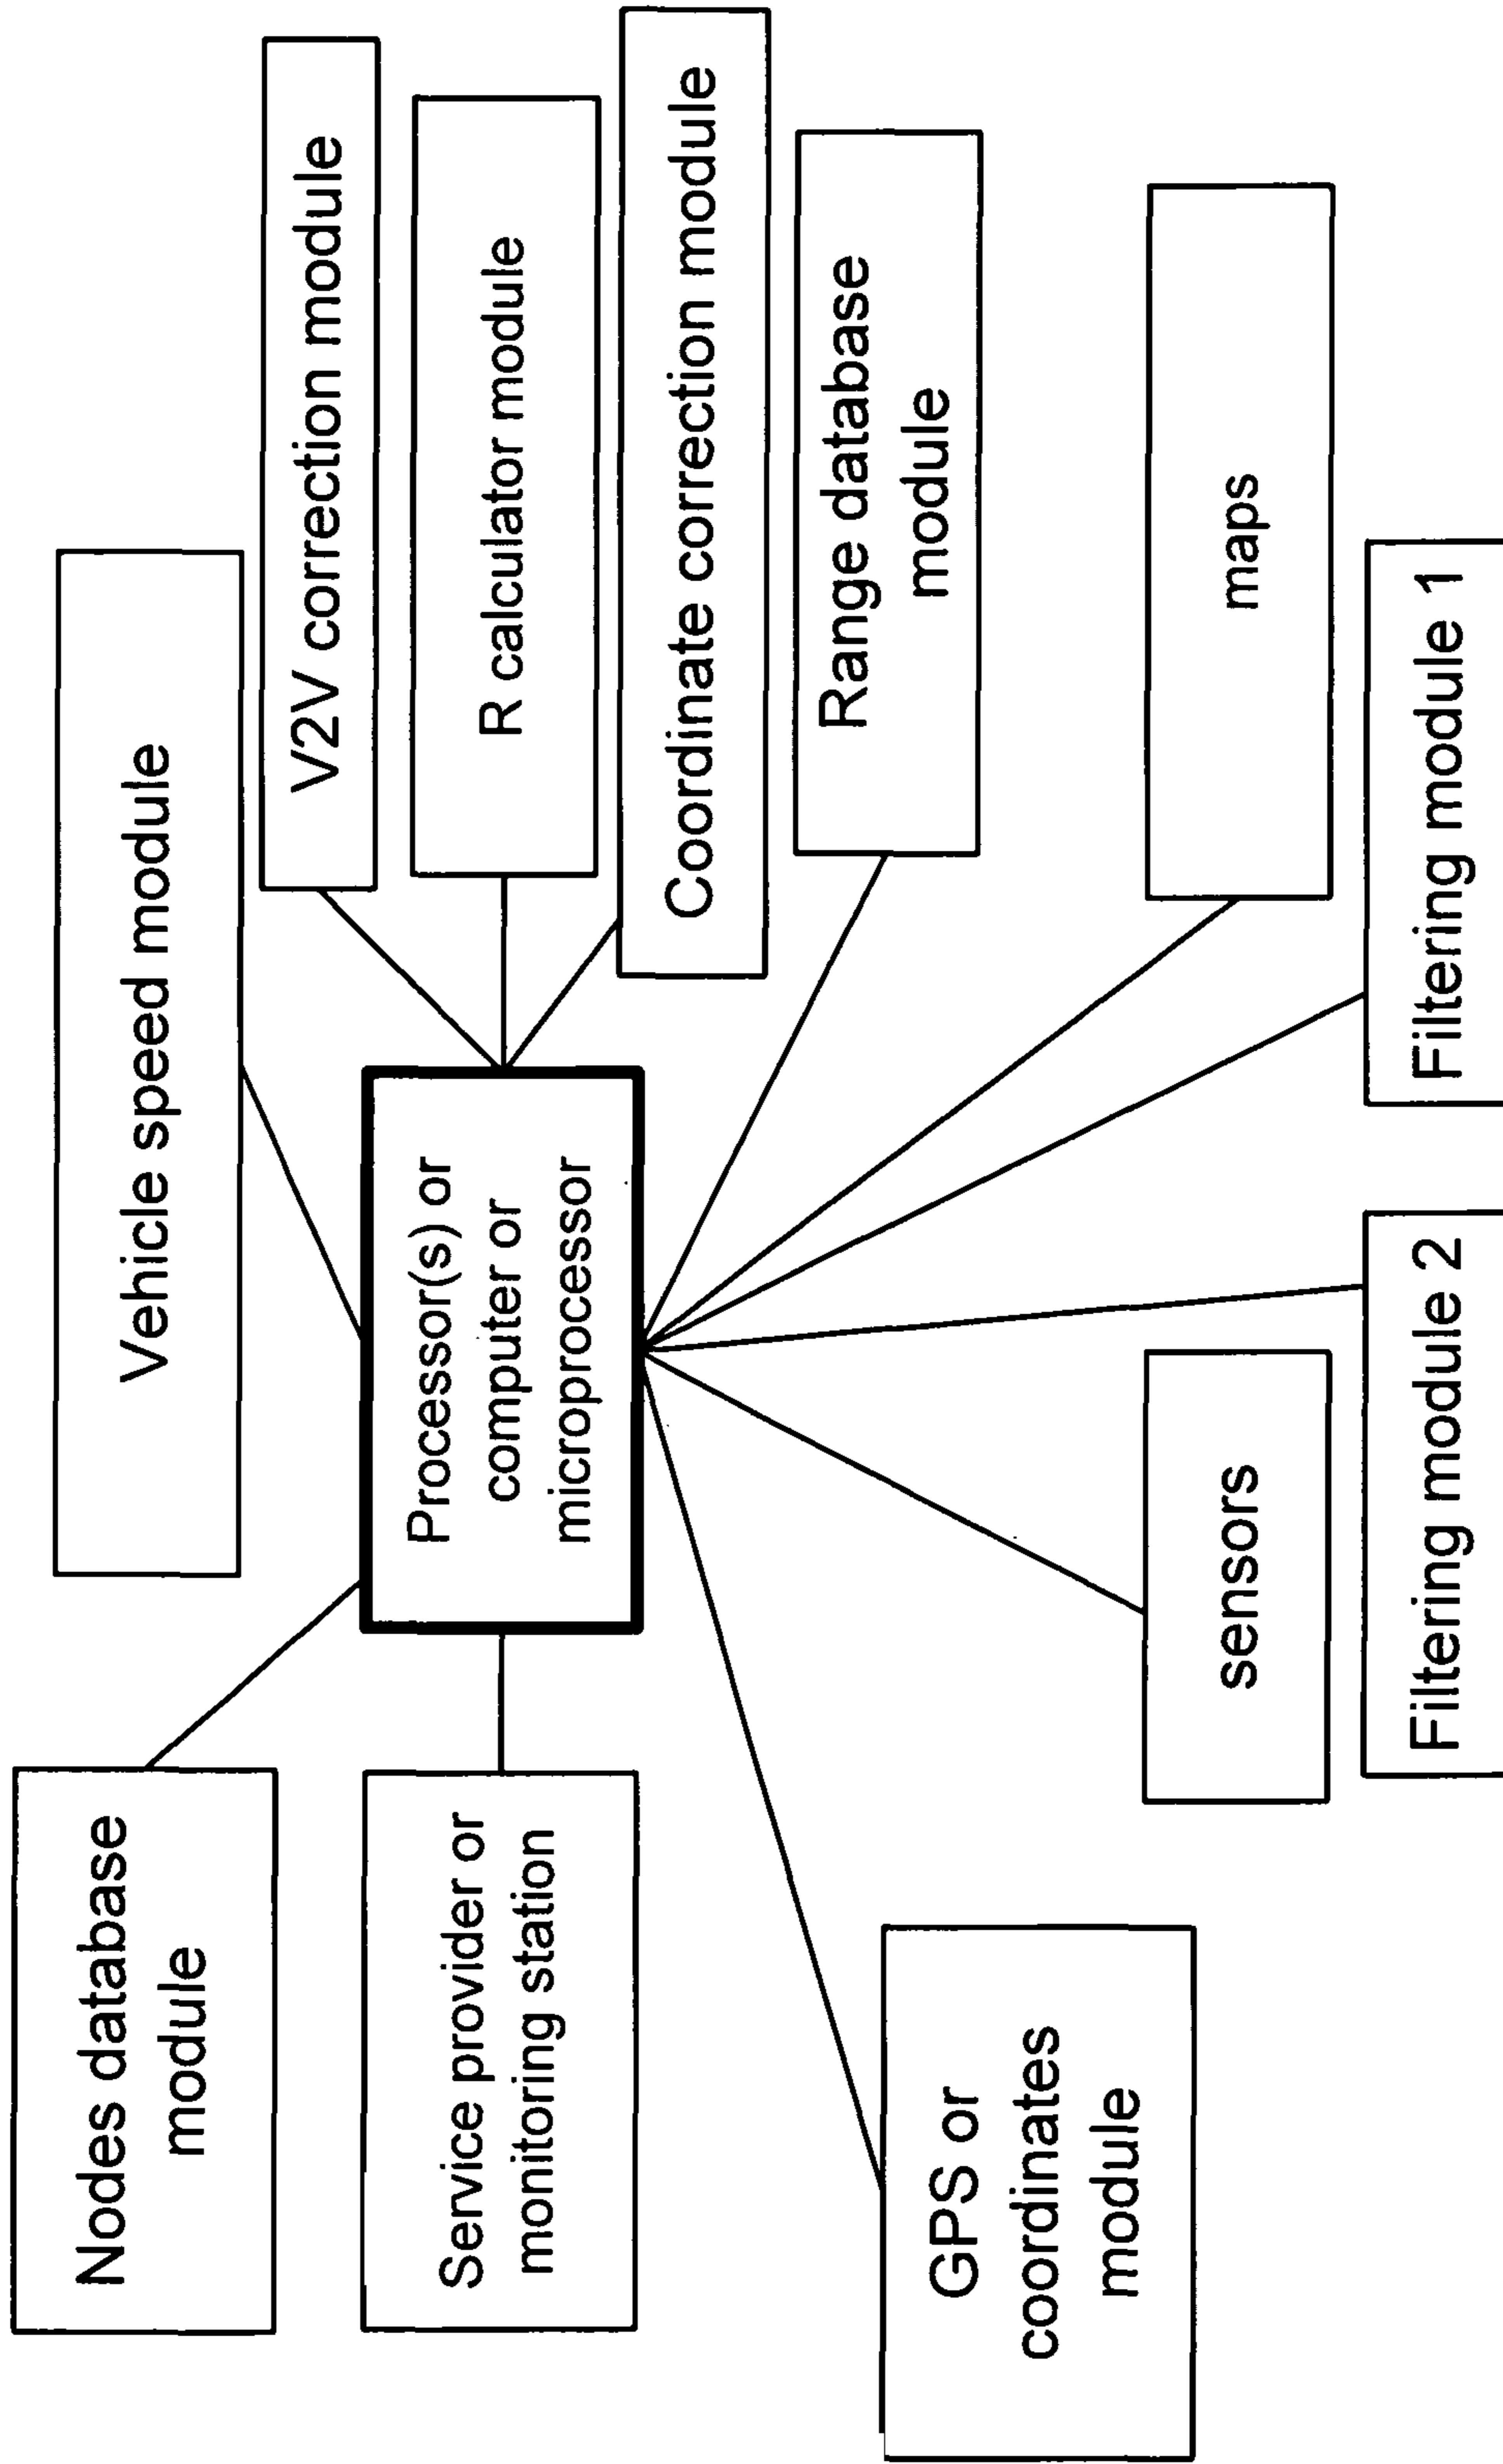 Nodes database
module
Vehicle speed module
Service provider or
monitoring station
Processor(s) or
computer or
microprocessor
V2V correction module
R calculator module
Coordinate correction module
Range database
module
GPS or
coordinates
module
sensors
maps
Filtering module 2
Filtering module 1